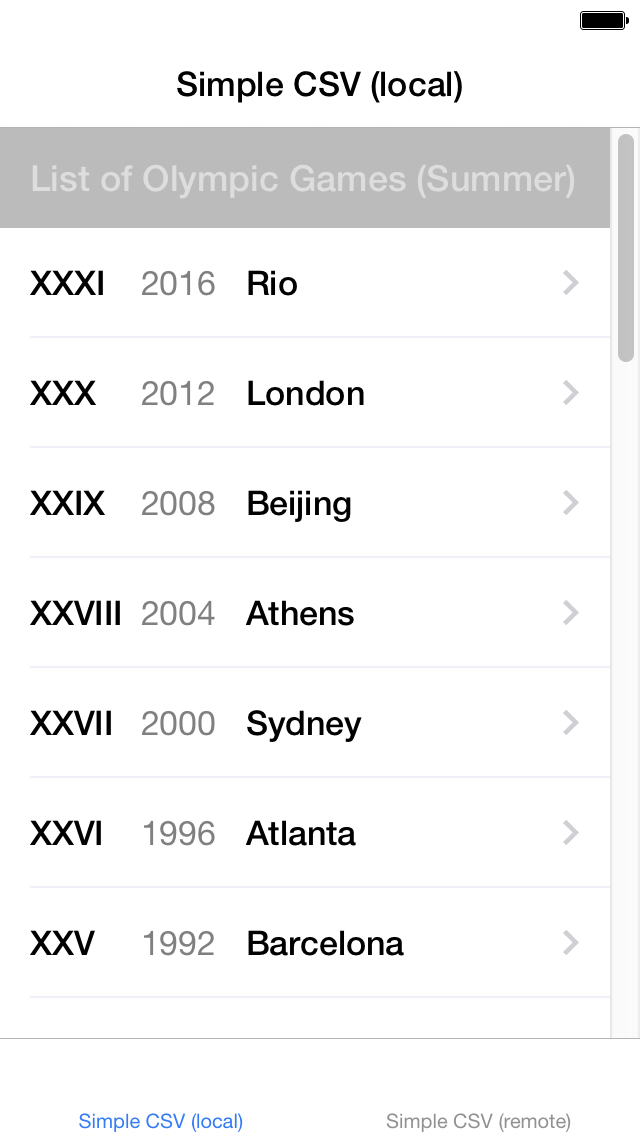 Simple CSV (local)
List of Olympic Games (Summer)
XXXI 2016 Rio
XXX 2012 London
XXIX 2008 Beijing
XXVIII 2004 Athens
XXVII 2000 Sydney
XXVI 1996 Atlanta
XXV 1992 Barcelona
Simple CSV (local) Simple CSV (remote)